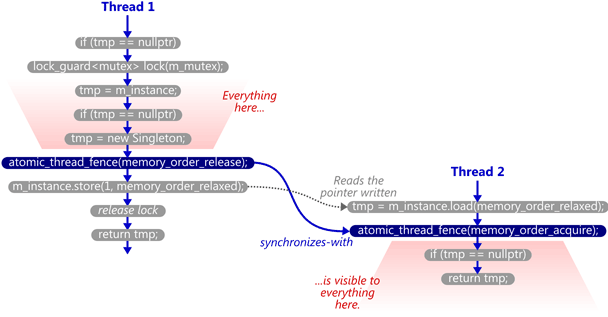 Thread 1
if (tmp == nullptr)
lock_guard<mutex> lock(m_mutex);
tmp = m_instance;
if (tmp == nullptr)
tmp = new Singleton;
Everything
here...
atomic_thread_fence(memory_order_release);
m_instance.store(1, memory_order_relaxed);
release lock
return tmp;
Reads the
pointer written
synchronizes-with
Thread 2
tmp = m_instance.load(memory_order_relaxed);
atomic_thread_fence(memory_order_acquire);
if (tmp == nullptr)
return tmp;
...is visible to
everything
here.